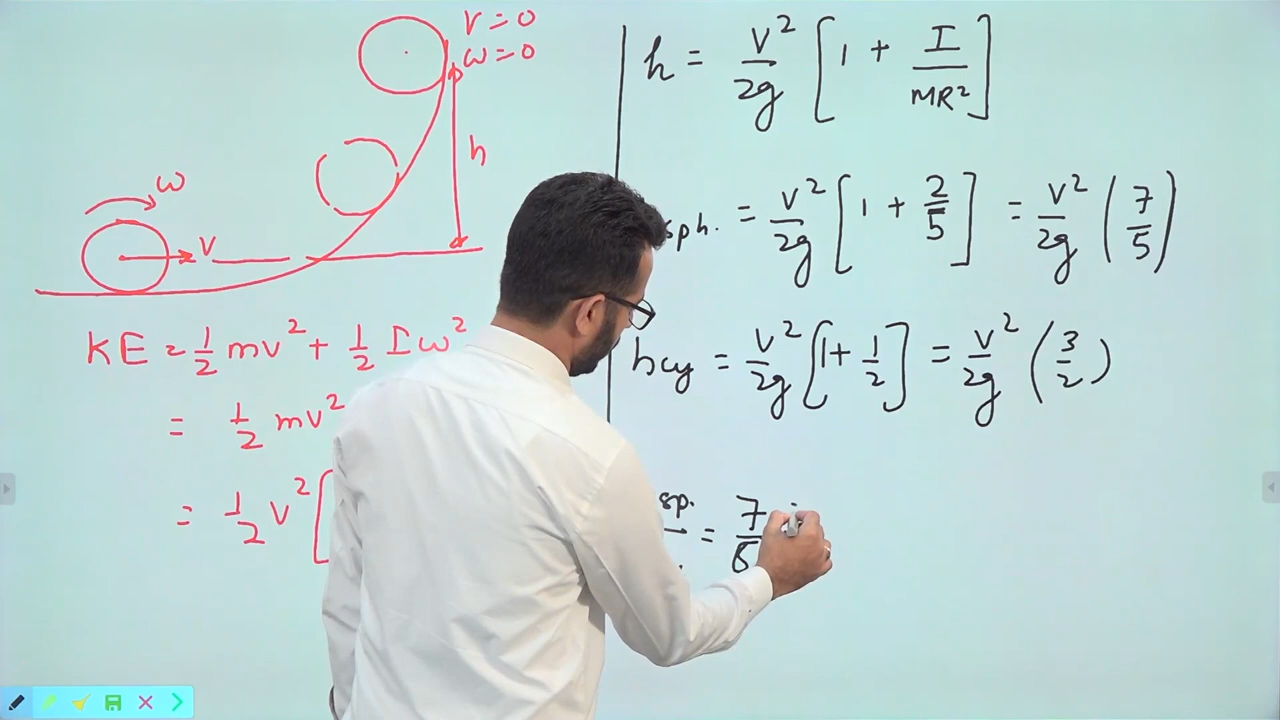 v=0
ω=0
h
ω
v
KE = 1/2 mv² + 1/2 Iω²
= 1/2 mv²
= 1/2 v² [
h = v²/2g [1 + I/MR²]
sph. = v²/2g [1 + 2/5] = v²/2g (7/5)
hcy = v²/2g [1 + 1/2] = v²/2g (3/2)
sp. = 7/5